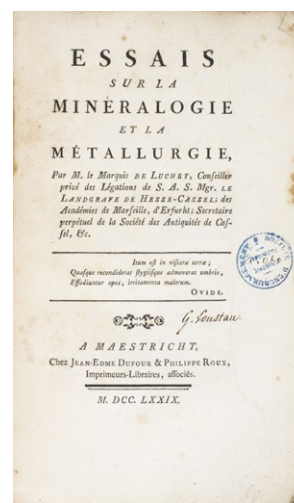 ESSAIS
SUR LA
MINÉRALOGIE
ET LA
MÉTALLURGIE,
Par M. le Marquis DE LUCHET, Conseiller
privé des Légations de S. A. S. Mgr. LE
LANDGRAVE DE HESSE-CASSEL; des
Académies de Marseille, d'Erfurht; Secretaire
perpétuel de la Société des Antiquités de Cas-
sel, &c.
Itum est in viscera terræ;
Quasque recondiderat stygiisque admoverat umbris,
Effodiuntur opes, irritamenta malorum.
OVIDE.
G. Soustau
A MAESTRICHT,
Chez JEAN-EDME DUFOUR & PHILIPPE ROUX,
Imprimeurs-Libraires, associés.
M. DCC. LXXIX.